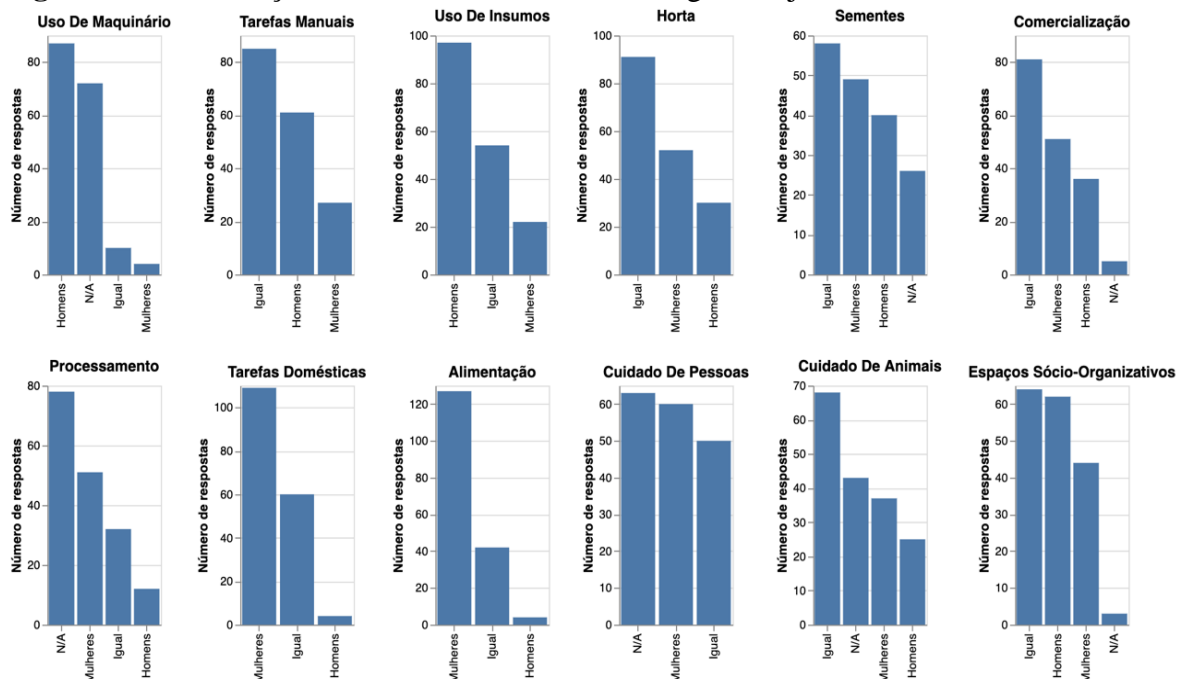 Uso De Maquinário
Número de respostas
80
60
40
20
0
Homens
N/A
Igual
Mulheres
Tarefas Manuais
Número de respostas
80
60
40
20
0
Igual
Homens
Mulheres
Uso De Insumos
Número de respostas
100
80
60
40
20
0
Homens
Igual
Mulheres
Horta
Número de respostas
100
80
60
40
20
0
Igual
Mulheres
Homens
Sementes
Número de respostas
60
50
40
30
20
10
0
Igual
Mulheres
Homens
N/A
Comercialização
Número de respostas
80
60
40
20
0
Igual
Mulheres
Homens
N/A
Processamento
Número de respostas
80
60
40
20
0
N/A
Mulheres
Igual
Homens
Tarefas Domésticas
Número de respostas
100
80
60
40
20
0
Mulheres
Igual
Homens
Alimentação
Número de respostas
120
100
80
60
40
20
0
Mulheres
Igual
Homens
Cuidado De Pessoas
Número de respostas
60
50
40
30
20
10
0
N/A
Mulheres
Igual
Cuidado De Animais
Número de respostas
70
60
50
40
30
20
10
0
Igual
N/A
Mulheres
Homens
Espaços Sócio-Organizativos
Número de respostas
60
50
40
30
20
10
0
Igual
Homens
Mulheres
N/A